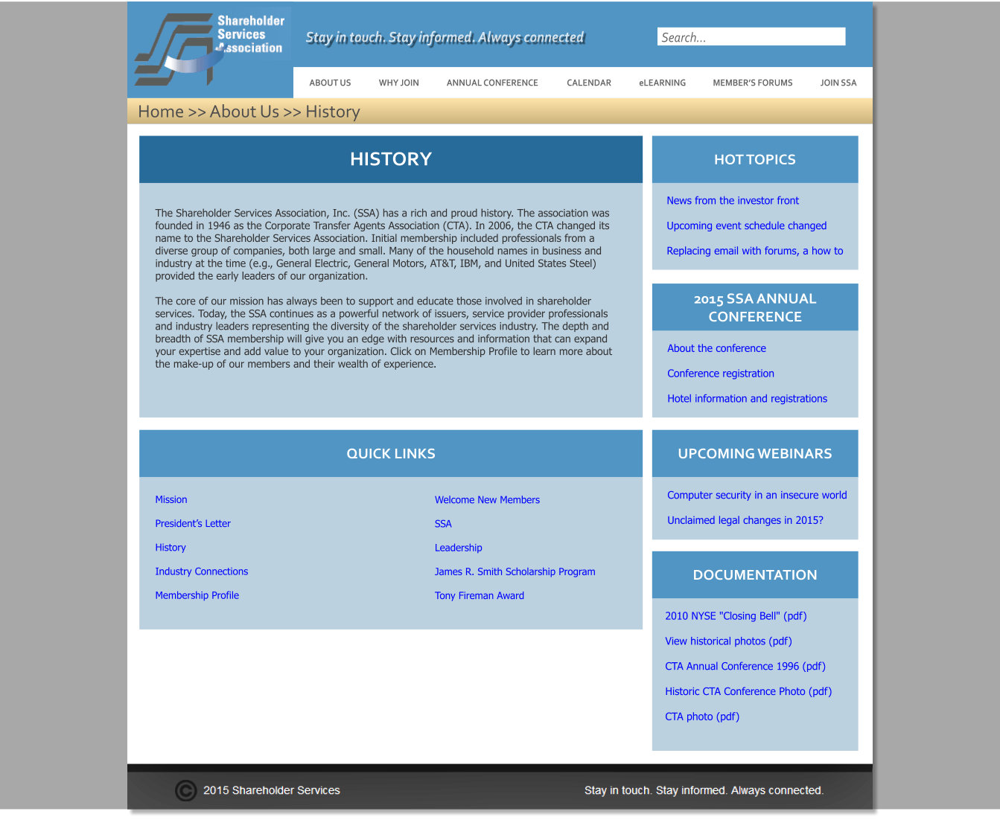 Shareholder
Services
Association
Stay in touch. Stay informed. Always connected
Search...
ABOUT US WHY JOIN ANNUAL CONFERENCE CALENDAR eLEARNING MEMBER'S FORUMS JOIN SSA
Home >> About Us >> History
HISTORY
The Shareholder Services Association, Inc. (SSA) has a rich and proud history. The association was
founded in 1946 as the Corporate Transfer Agents Association (CTA). In 2006, the CTA changed its
name to the Shareholder Services Association. Initial membership included professionals from a
diverse group of companies, both large and small. Many of the household names in business and
industry at the time (e.g., General Electric, General Motors, AT&T, IBM, and United States Steel)
provided the early leaders of our organization.
The core of our mission has always been to support and educate those involved in shareholder
services. Today, the SSA continues as a powerful network of issuers, service provider professionals
and industry leaders representing the diversity of the shareholder services industry. The depth and
breadth of SSA membership will give you an edge with resources and information that can expand
your expertise and add value to your organization. Click on Membership Profile to learn more about
the make-up of our members and their wealth of experience.
HOT TOPICS
News from the investor front
Upcoming event schedule changed
Replacing email with forums, a how to
2015 SSA ANNUAL
CONFERENCE
About the conference
Conference registration
Hotel information and registrations
QUICK LINKS
Mission
President's Letter
History
Industry Connections
Membership Profile
Welcome New Members
SSA
Leadership
James R. Smith Scholarship Program
Tony Fireman Award
UPCOMING WEBINARS
Computer security in an insecure world
Unclaimed legal changes in 2015?
DOCUMENTATION
2010 NYSE "Closing Bell" (pdf)
View historical photos (pdf)
CTA Annual Conference 1996 (pdf)
Historic CTA Conference Photo (pdf)
CTA photo (pdf)
© 2015 Shareholder Services
Stay in touch. Stay informed. Always connected.